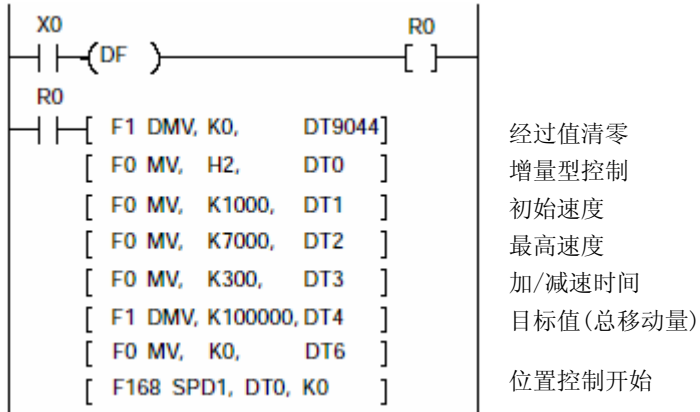 X0 R0
(DF ) [ ]
R0
[ F1 DMV, K0, DT9044] 经过值清零
[ F0 MV, H2, DT0 ] 增量型控制
[ F0 MV, K1000, DT1 ] 初始速度
[ F0 MV, K7000, DT2 ] 最高速度
[ F0 MV, K300, DT3 ] 加/减速时间
[ F1 DMV, K100000, DT4 ] 目标值(总移动量)
[ F0 MV, K0, DT6 ]
[ F168 SPD1, DT0, K0 ] 位置控制开始